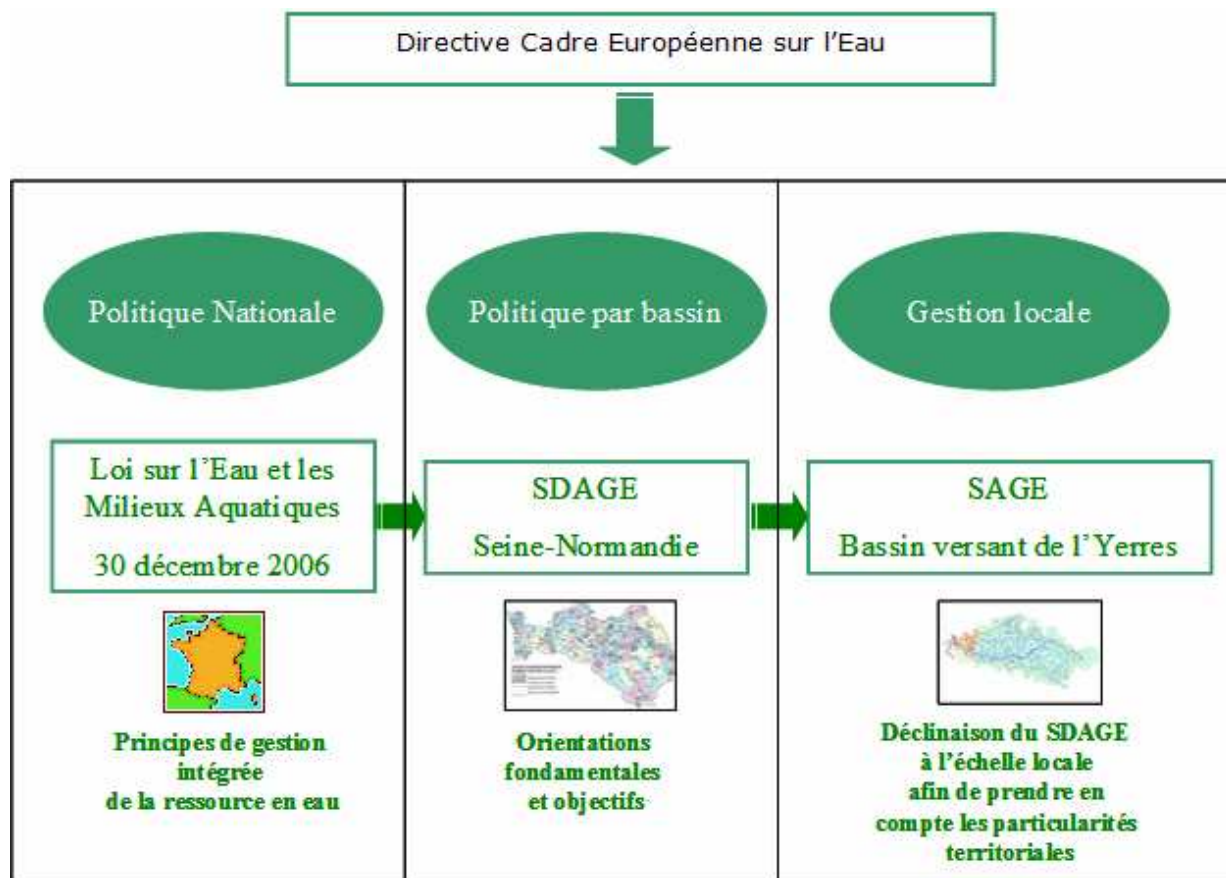 Directive Cadre Européenne sur l'Eau
Politique Nationale
Loi sur l'Eau et les
Milieux Aquatiques
30 décembre 2006
Principes de gestion
intégrée
de la ressource en eau
Politique par bassin
SDAGE
Seine-Normandie
Orientations
fondamentales
et objectifs
Gestion locale
SAGE
Bassin versant de l'Yerres
Déclinaison du SDAGE
à l'échelle locale
afin de prendre en
compte les particularités
territoriales